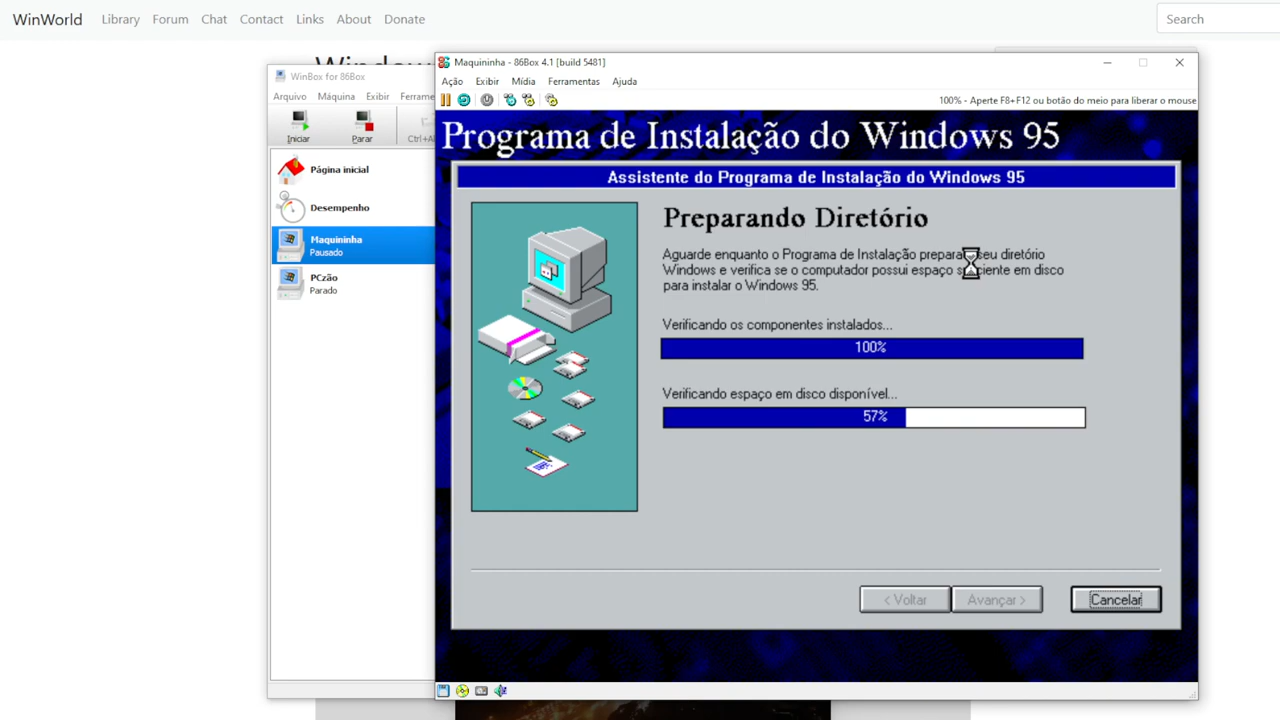 WinWorld Library Forum Chat Contact Links About Donate
Search
WinBox for 86Box
Arquivo Máquina Exibir
Iniciar Parar
Página inicial
Desempenho
Maquininha
Pausado
PCzão
Parado
Maquininha - 86Box 4.1 [build 5481]
Ação Exibir Mídia Ferramentas Ajuda
100% - Aperte F8+F12 ou botão do meio para liberar o mouse
Programa de Instalação do Windows 95
Assistente do Programa de Instalação do Windows 95
Preparando Diretório
Aguarde enquanto o Programa de Instalação prepara seu diretório
Windows e verifica se o computador possui espaço em disco
para instalar o Windows 95.
Verificando os componentes instalados...
100%
Verificando espaço em disco disponível...
57%
< Voltar Avançar > Cancelar